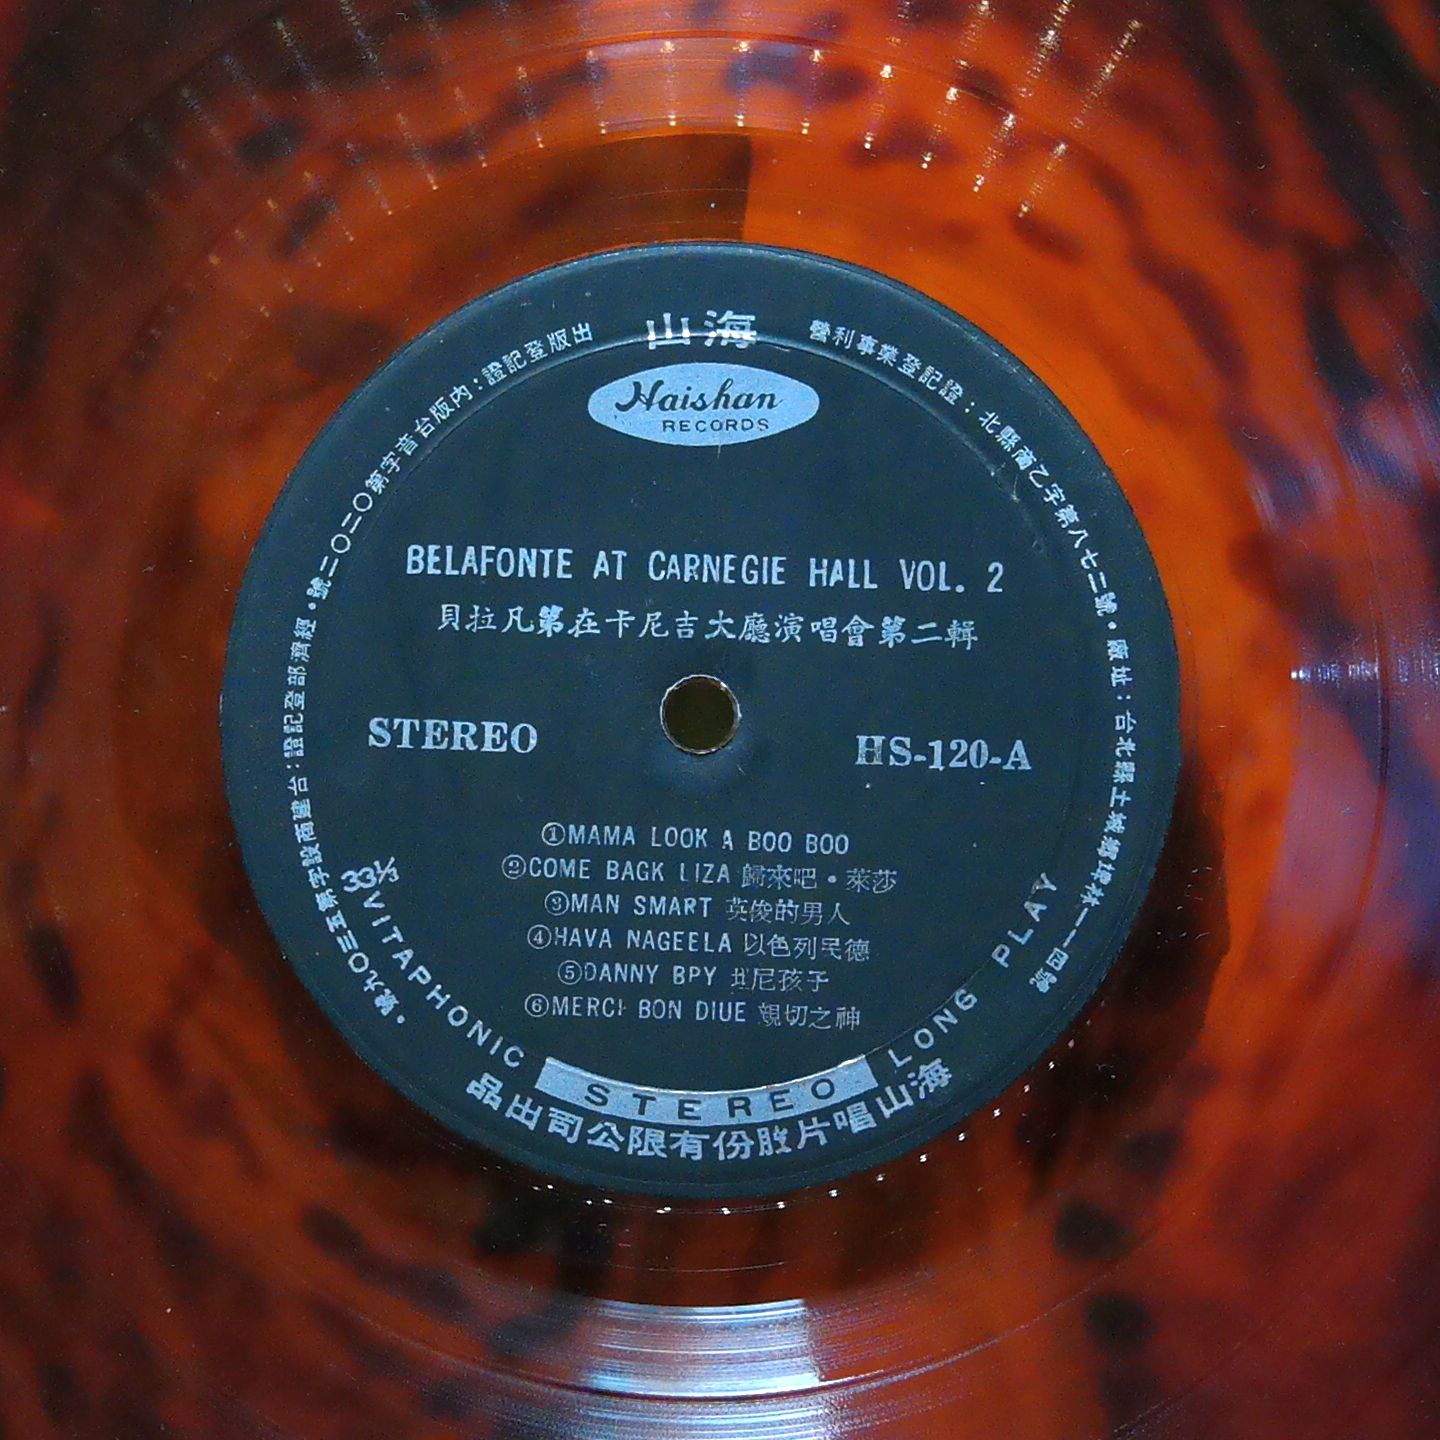 海山
Haishan
RECORDS
BELAFONTE AT CARNEGIE HALL VOL. 2
貝拉凡第在卡尼吉大廳演唱會第二輯
STEREO
HS-120-A
①MAMA LOOK A BOO BOO
②COME BAGK LIZA 歸來吧・萊莎
③MAN SMART 英俊的男人
④HAVA NAGEELA 以色列民德
⑤DANNY BPY 坦尼孩子
⑥MERCI BON DIUE 親切之神
33⅓ VITAPHONIC STEREO LONG PLAY
海山唱片股份有限公司出品
出版登記證:內版台音字第二〇二〇號・經濟部登記證:台建商設字第五三〇九號・
營利事業登記證:北縣商乙字第八七二號・廠址:台北縣土城鄉